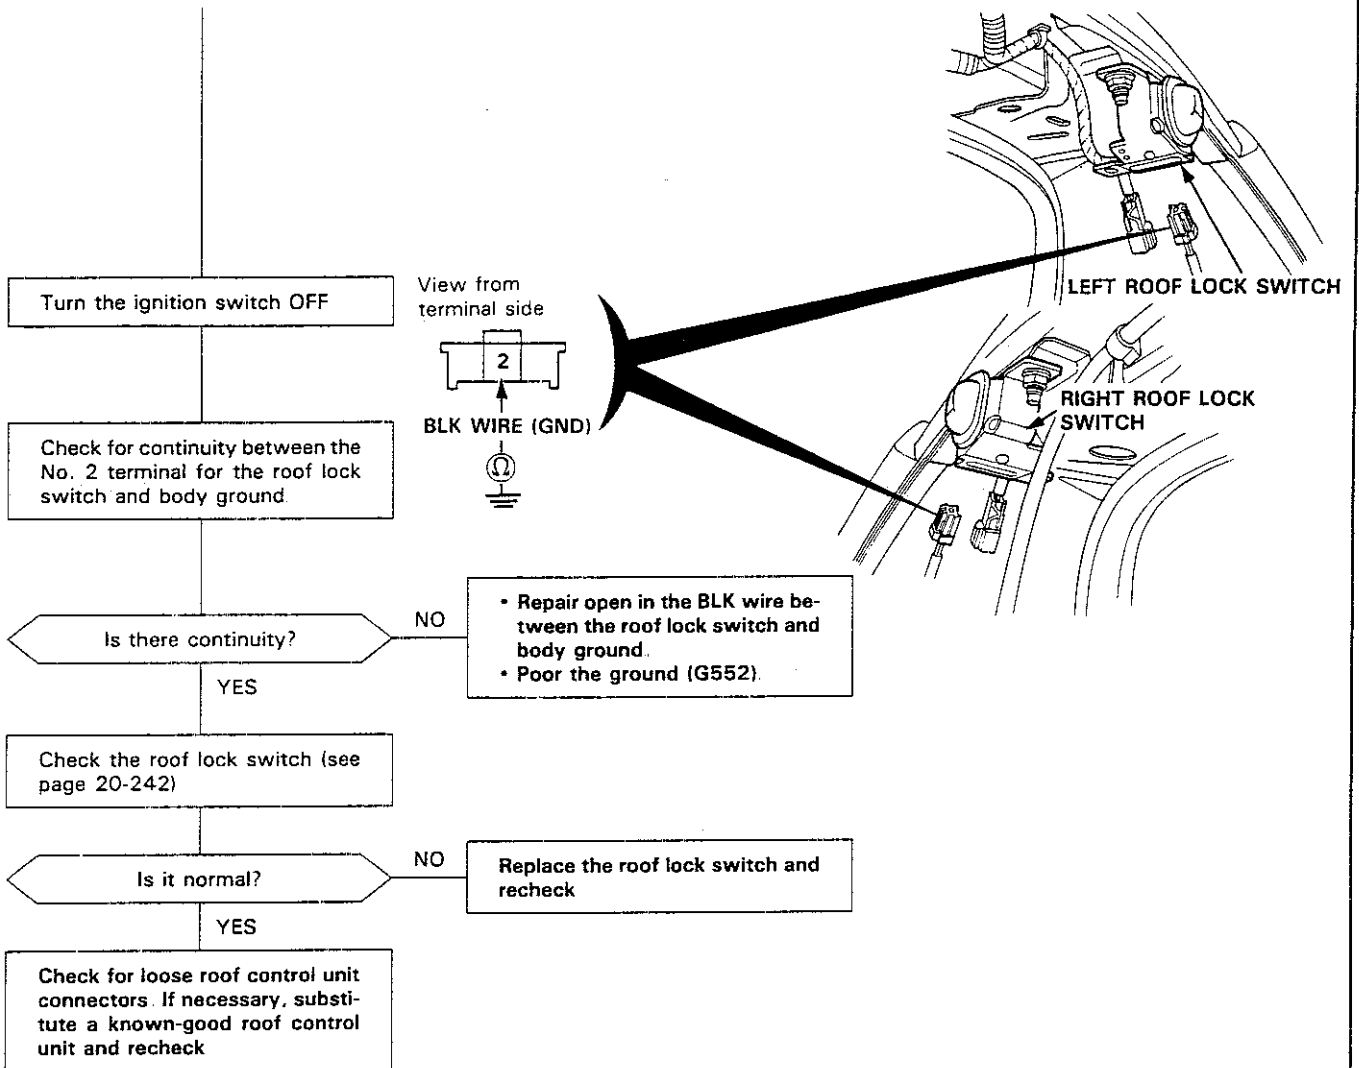 LEFT ROOF LOCK SWITCH
Turn the ignition switch OFF
View from
terminal side
2
BLK WIRE (GND)
Ω
RIGHT ROOF LOCK
SWITCH
Check for continuity between the
No. 2 terminal for the roof lock
switch and body ground.
Is there continuity?
NO
• Repair open in the BLK wire be-
tween the roof lock switch and
body ground.
• Poor the ground (G552).
YES
Check the roof lock switch (see
page 20-242)
Is it normal?
NO
Replace the roof lock switch and
recheck
YES
Check for loose roof control unit
connectors. If necessary, substi-
tute a known-good roof control
unit and recheck